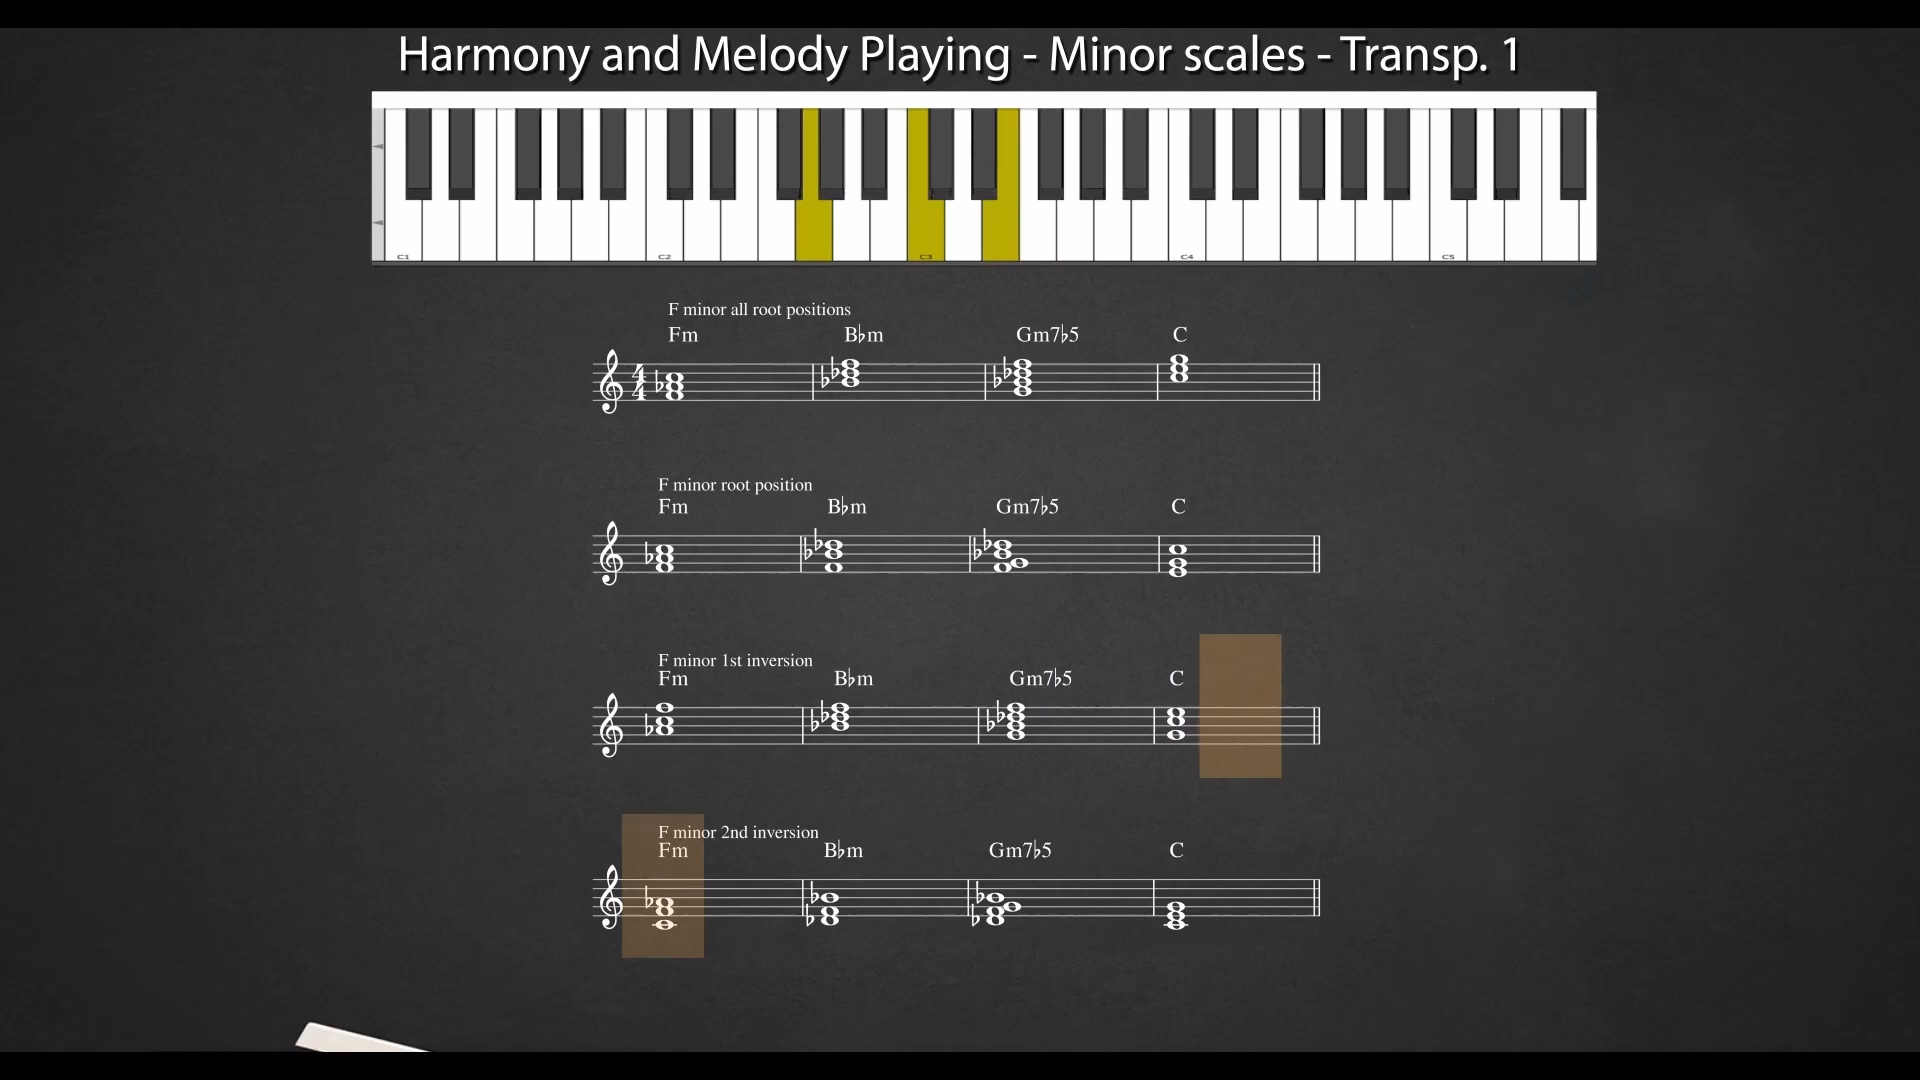 Harmony and Melody Playing - Minor scales - Transp. 1
C1 C2 C3 C4 C5
F minor all root positions
Fm B♭m Gm7♭5 C
4
4
F minor root position
Fm B♭m Gm7♭5 C
F minor 1st inversion
Fm B♭m Gm7♭5 C
F minor 2nd inversion
Fm B♭m Gm7♭5 C